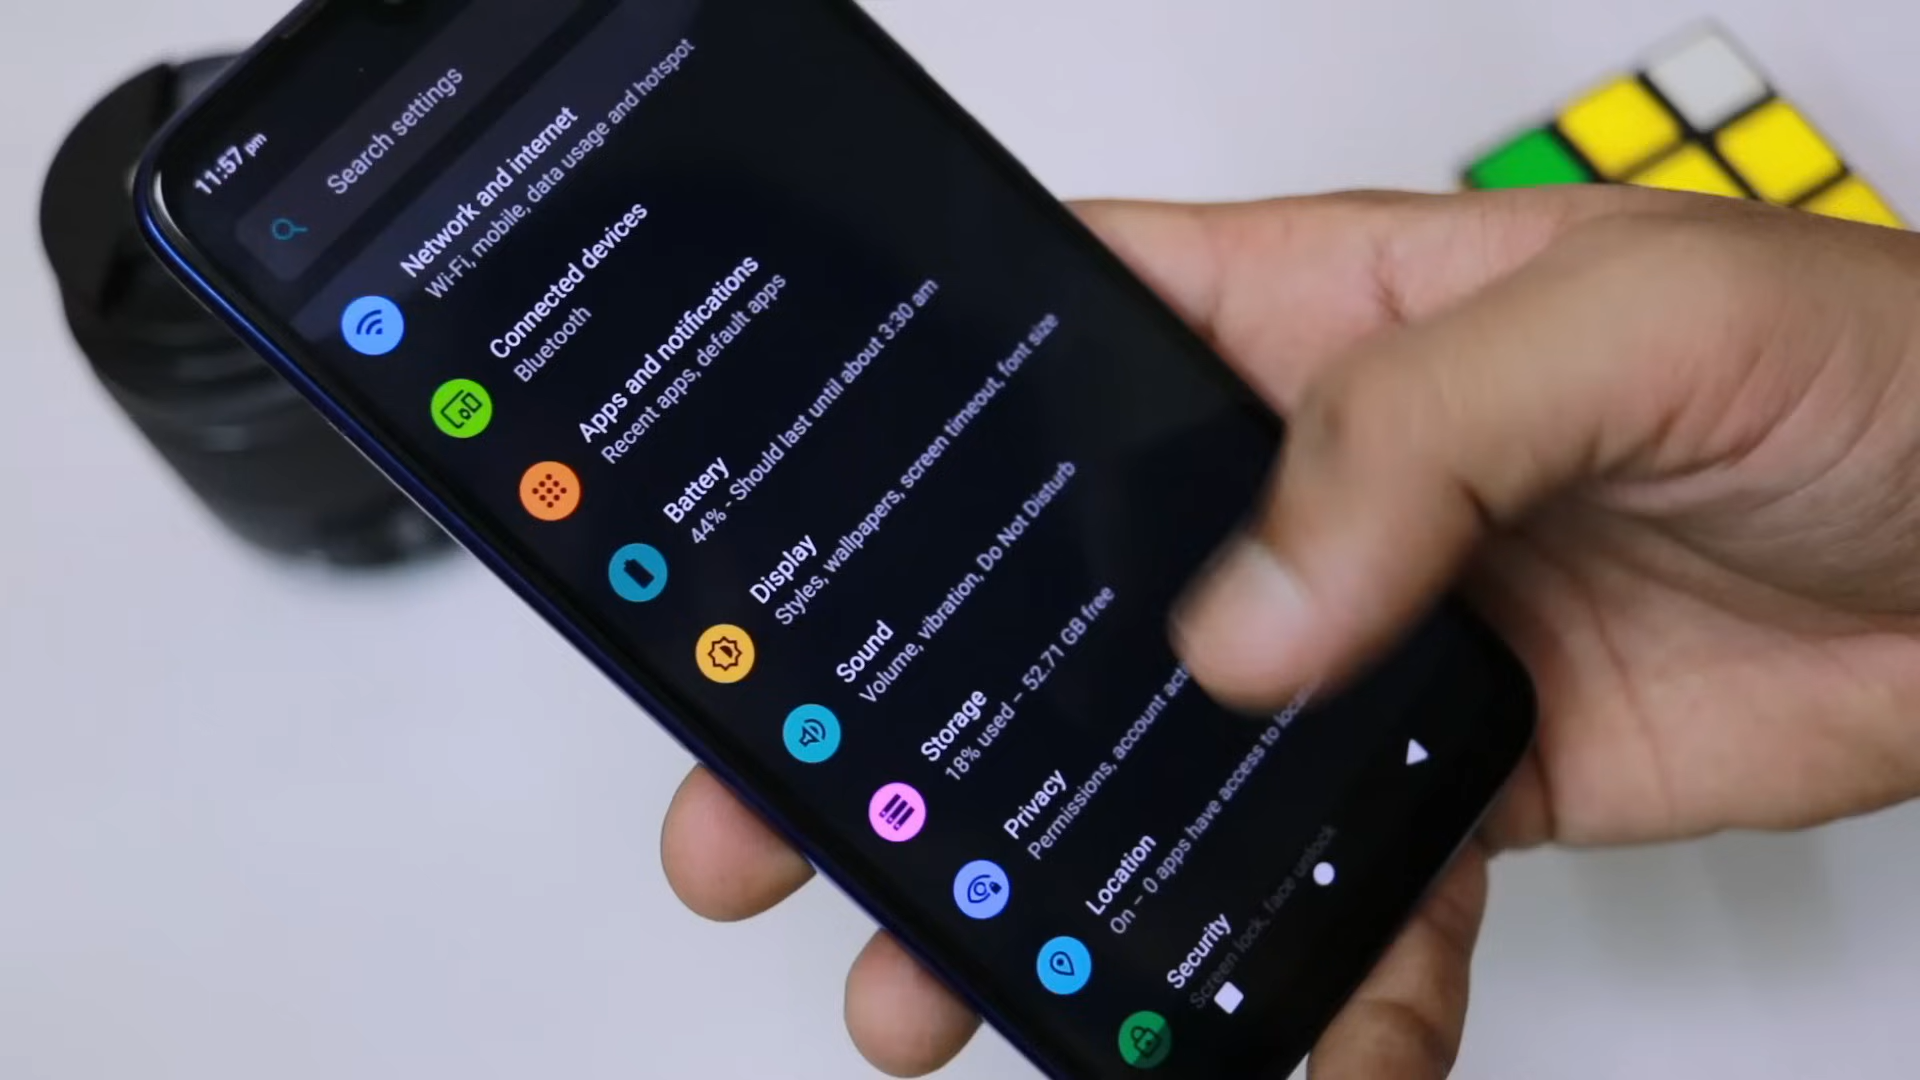 11:57 pm
Search settings
Network and internet
Wi-Fi, mobile, data usage and hotspot
Connected devices
Bluetooth
Apps and notifications
Recent apps, default apps
Battery
44% - Should last until about 3:30 am
Display
Styles, wallpapers, screen timeout, font size
Sound
Volume, vibration, Do Not Disturb
Storage
18% used – 52.71 GB free
Privacy
Permissions, account
Location
On – 0 apps have access to
Security
Screen lock, face unlock